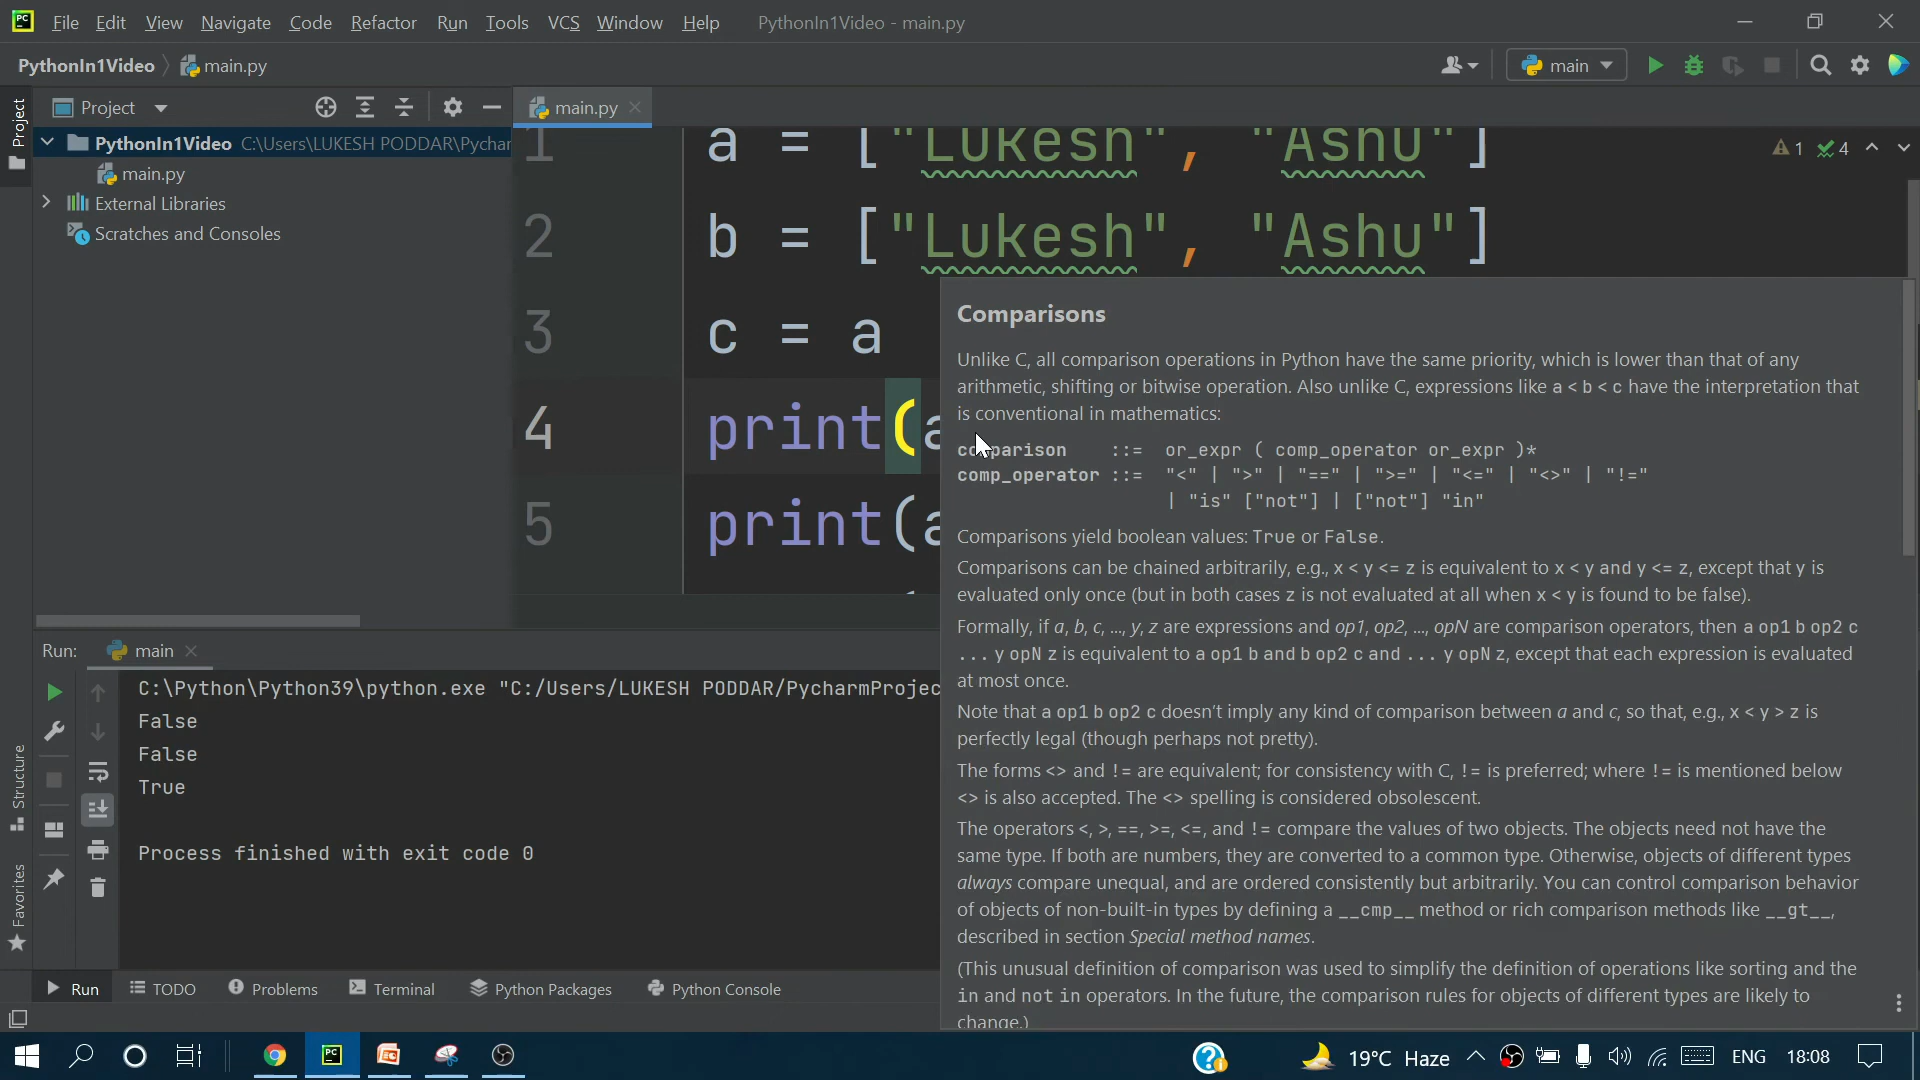 File Edit View Navigate Code Refactor Run Tools VCS Window Help PythonIn1Video - main.py
PythonIn1Video main.py
main
Project
Project
main.py
PythonIn1Video C:\Users\LUKESH PODDAR\Pychar
main.py
External Libraries
Scratches and Consoles
1 a = ["Lukesh", "Ashu"]
1 4
2 b = ["Lukesh", "Ashu"]
3 c = a
4 print(a
5 print(a
Comparisons
Unlike C, all comparison operations in Python have the same priority, which is lower than that of any
arithmetic, shifting or bitwise operation. Also unlike C, expressions like a < b < c have the interpretation that
is conventional in mathematics:
comparison ::= or_expr ( comp_operator or_expr )*
comp_operator ::= "<" | ">" | "==" | ">=" | "<=" | "<>" | "!="
| "is" ["not"] | ["not"] "in"
Comparisons yield boolean values: True or False.
Comparisons can be chained arbitrarily, e.g., x < y <= z is equivalent to x < y and y <= z, except that y is
evaluated only once (but in both cases z is not evaluated at all when x < y is found to be false).
Formally, if a, b, c, ..., y, z are expressions and op1, op2, ..., opN are comparison operators, then a op1 b op2 c
... y opN z is equivalent to a op1 b and b op2 c and ... y opN z, except that each expression is evaluated
at most once.
Note that a op1 b op2 c doesn't imply any kind of comparison between a and c, so that, e.g., x < y > z is
perfectly legal (though perhaps not pretty).
The forms <> and != are equivalent; for consistency with C, != is preferred; where != is mentioned below
<> is also accepted. The <> spelling is considered obsolescent.
The operators <, >, ==, >=, <=, and != compare the values of two objects. The objects need not have the
same type. If both are numbers, they are converted to a common type. Otherwise, objects of different types
always compare unequal, and are ordered consistently but arbitrarily. You can control comparison behavior
of objects of non-built-in types by defining a __cmp__ method or rich comparison methods like __gt__,
described in section Special method names.
(This unusual definition of comparison was used to simplify the definition of operations like sorting and the
in and not in operators. In the future, the comparison rules for objects of different types are likely to
change.)
Run: main
C:\Python\Python39\python.exe "C:/Users/LUKESH PODDAR/PycharmProjec
False
False
True
Process finished with exit code 0
Structure
Favorites
Run TODO Problems Terminal Python Packages Python Console
19°C Haze ENG 18:08